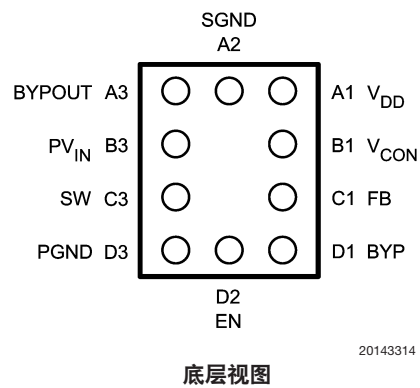 SGND
A2
BYPOUT A3
A1 VDD
PVIN B3
B1 VCON
SW C3
C1 FB
PGND D3
D1 BYP
D2
EN
20143314
底层视图